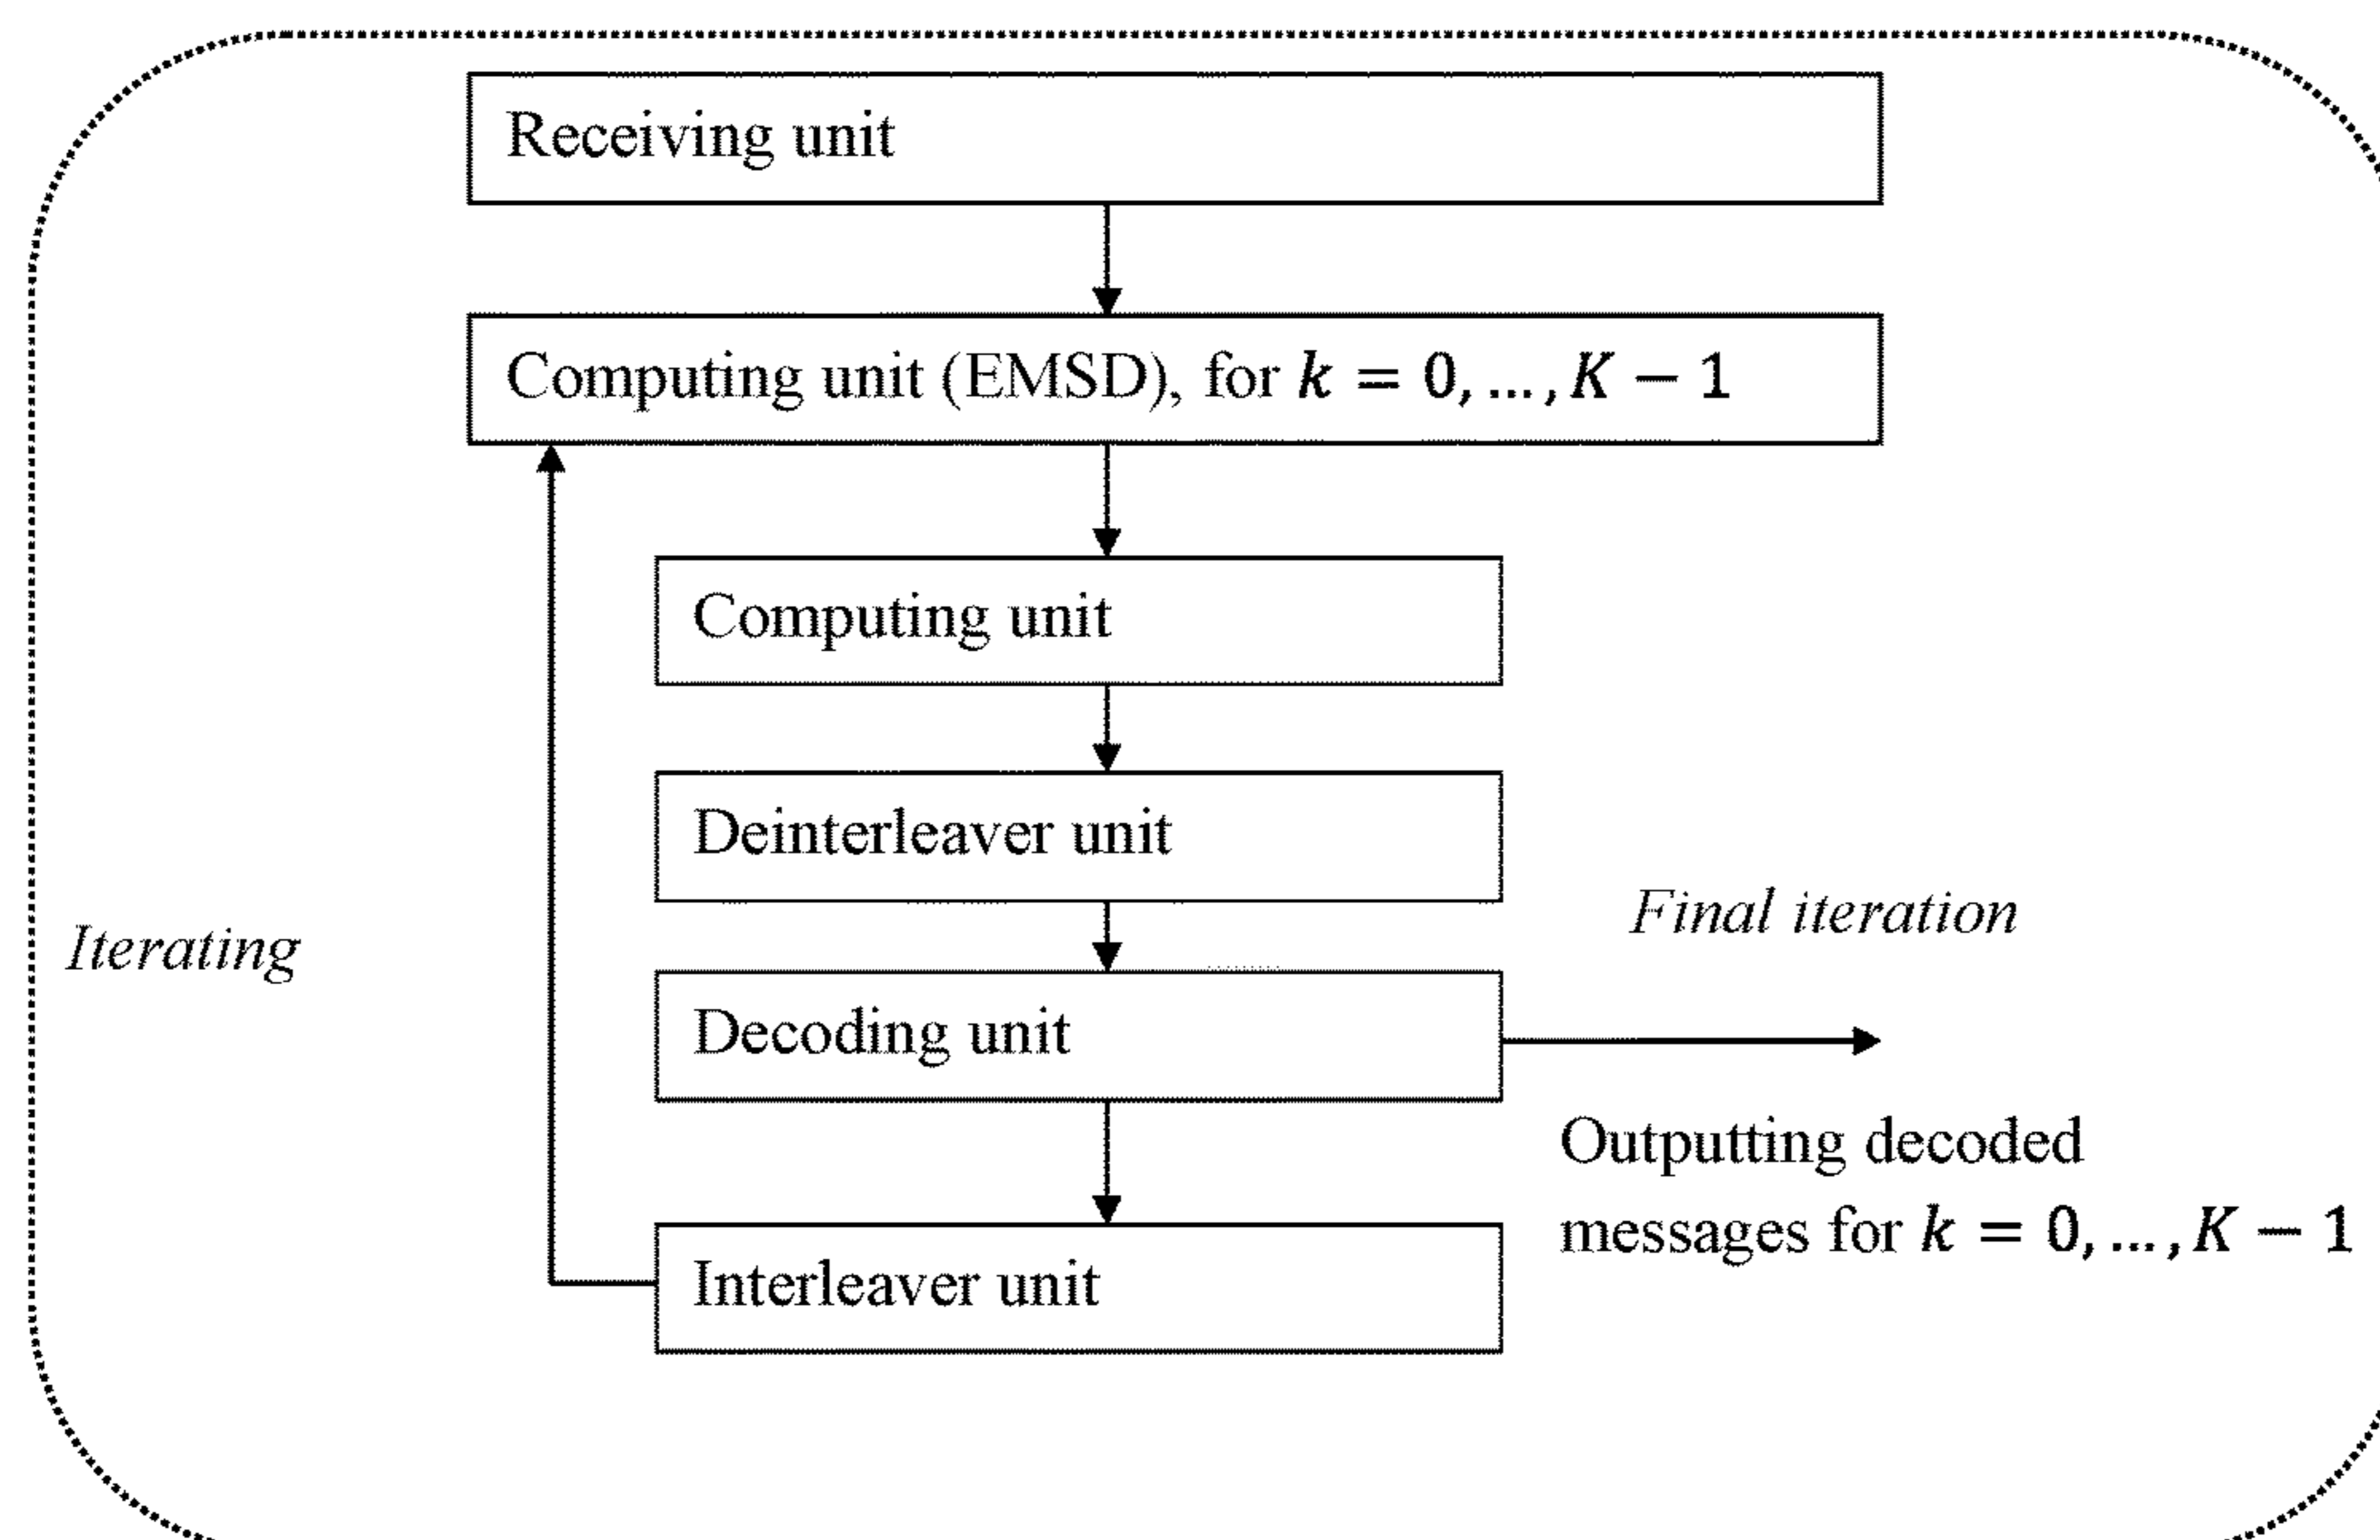 Receiving unit
Computing unit (EMSD), for k = 0, ... , K − 1
Computing unit
Deinterleaver unit
Iterating
Final iteration
Decoding unit
Outputting decoded
messages for k = 0, ... , K − 1
Interleaver unit